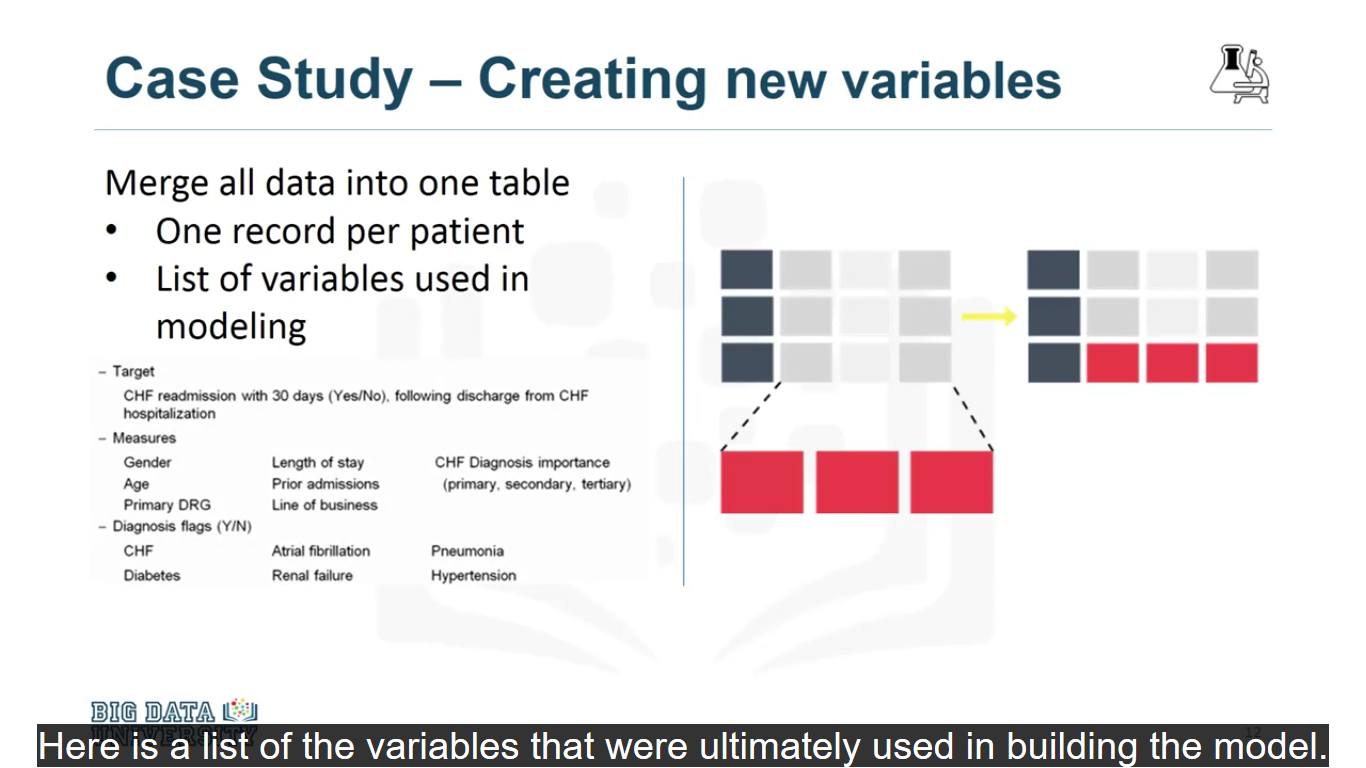 Case Study – Creating new variables
Merge all data into one table
• One record per patient
• List of variables used in
modeling
– Target
CHF readmission with 30 days (Yes/No), following discharge from CHF
hospitalization
– Measures
Gender Length of stay CHF Diagnosis importance
Age Prior admissions (primary, secondary, tertiary)
Primary DRG Line of business
– Diagnosis flags (Y/N)
CHF Atrial fibrillation Pneumonia
Diabetes Renal failure Hypertension
BIG DATA
UNIVERSITY
12
Here is a list of the variables that were ultimately used in building the model.